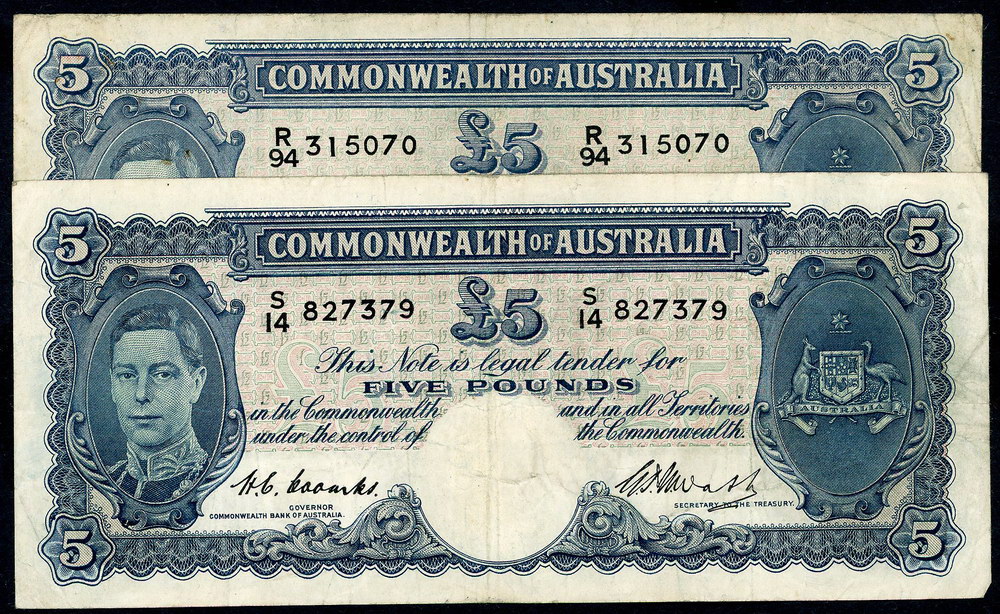 5 COMMONWEALTH OF AUSTRALIA 5
R/94 315070 £5 R/94 315070
5 COMMONWEALTH OF AUSTRALIA 5
S/14 827379 £5 S/14 827379
This Note is legal tender for
FIVE POUNDS
in the Commonwealth and in all Territories
under the control of the Commonwealth.
AUSTRALIA
H.C. Coombs.
GOVERNOR
COMMONWEALTH BANK OF AUSTRALIA.
SECRETARY TO THE TREASURY.
5 5